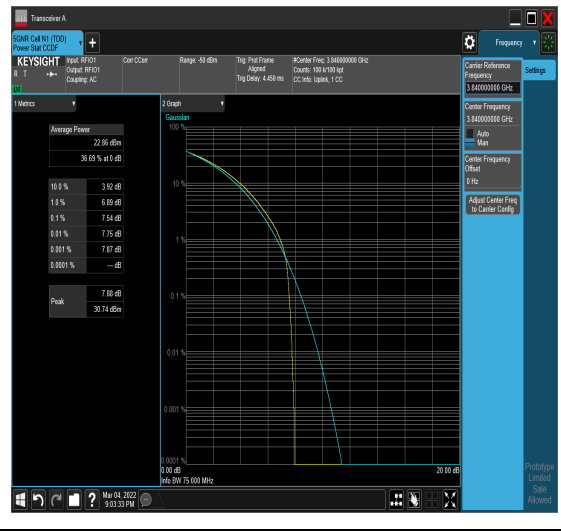 Transceiver A
5GNR Cell N1 (TDD)
Power Stat CCDF
Frequency
KEYSIGHT
R T
LXI
Input: RFIO1
Output: RFIO1
Coupling: AC
Corr CCorr
Range: -50 dBm
Trig: Prot Frame
Aligned
Trig Delay: 4.450 ms
#Center Freq: 3.840000000 GHz
Counts: 100 k/100 kpt
CC Info: Uplink, 1 CC
Carrier Reference
Frequency
3.840000000 GHz
Settings
Center Frequency
3.840000000 GHz
Auto
Man
Center Frequency
Offset
0 Hz
Adjust Center Freq
to Carrier Config
1 Metrics
Average Power
22.86 dBm
36.69 % at 0 dB
10.0 % 3.92 dB
1.0 % 6.09 dB
0.1 % 7.54 dB
0.01 % 7.75 dB
0.001 % 7.87 dB
0.0001 % --- dB
Peak
7.88 dB
30.74 dBm
2 Graph
Gaussian
100 %
10 %
1 %
0.1 %
0.01 %
0.001 %
0.0001 %
0.00 dB
20.00 dB
Info BW 75.000 MHz
Mar 04, 2022
9:03:33 PM
Prototype
Limited
Sale
Allowed